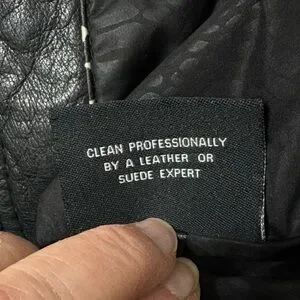 CLEAN PROFESSIONALLY
BY A LEATHER OR
SUEDE EXPERT